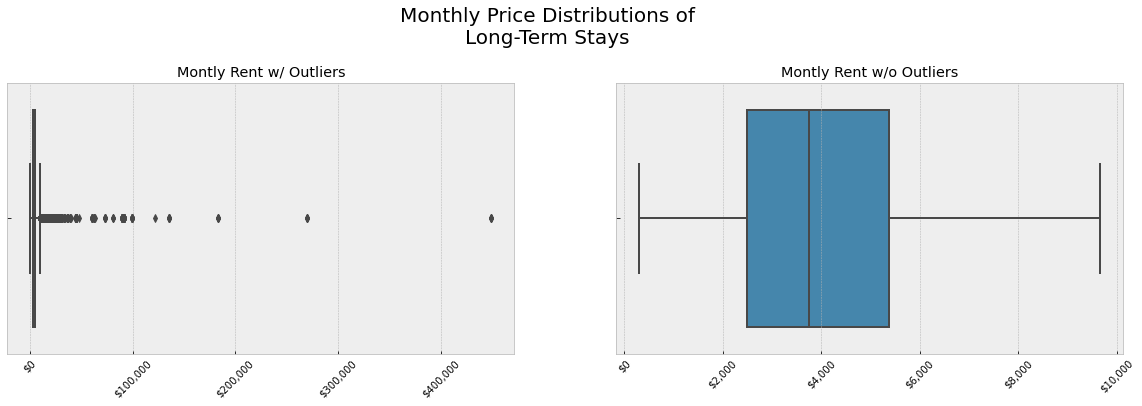 Monthly Price Distributions of
Long-Term Stays
Montly Rent w/ Outliers
$0
$100,000
$200,000
$300,000
$400,000
Montly Rent w/o Outliers
$0
$2,000
$4,000
$6,000
$8,000
$10,000